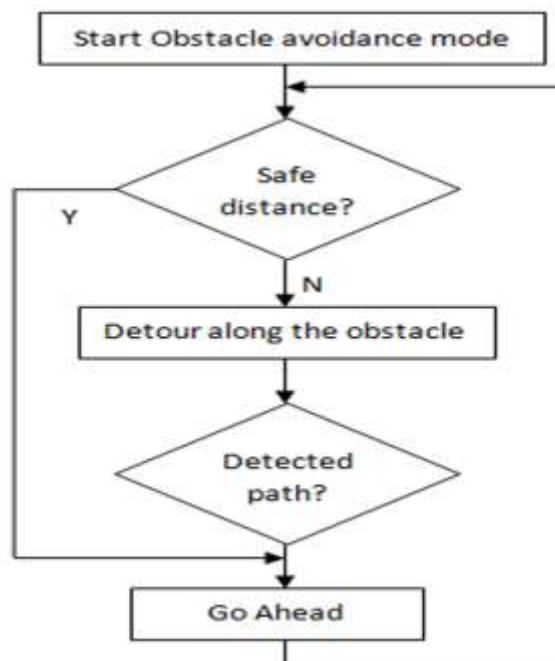 Start Obstacle avoidance mode
Safe
distance?
Y
N
Detour along the obstacle
Detected
path?
Go Ahead